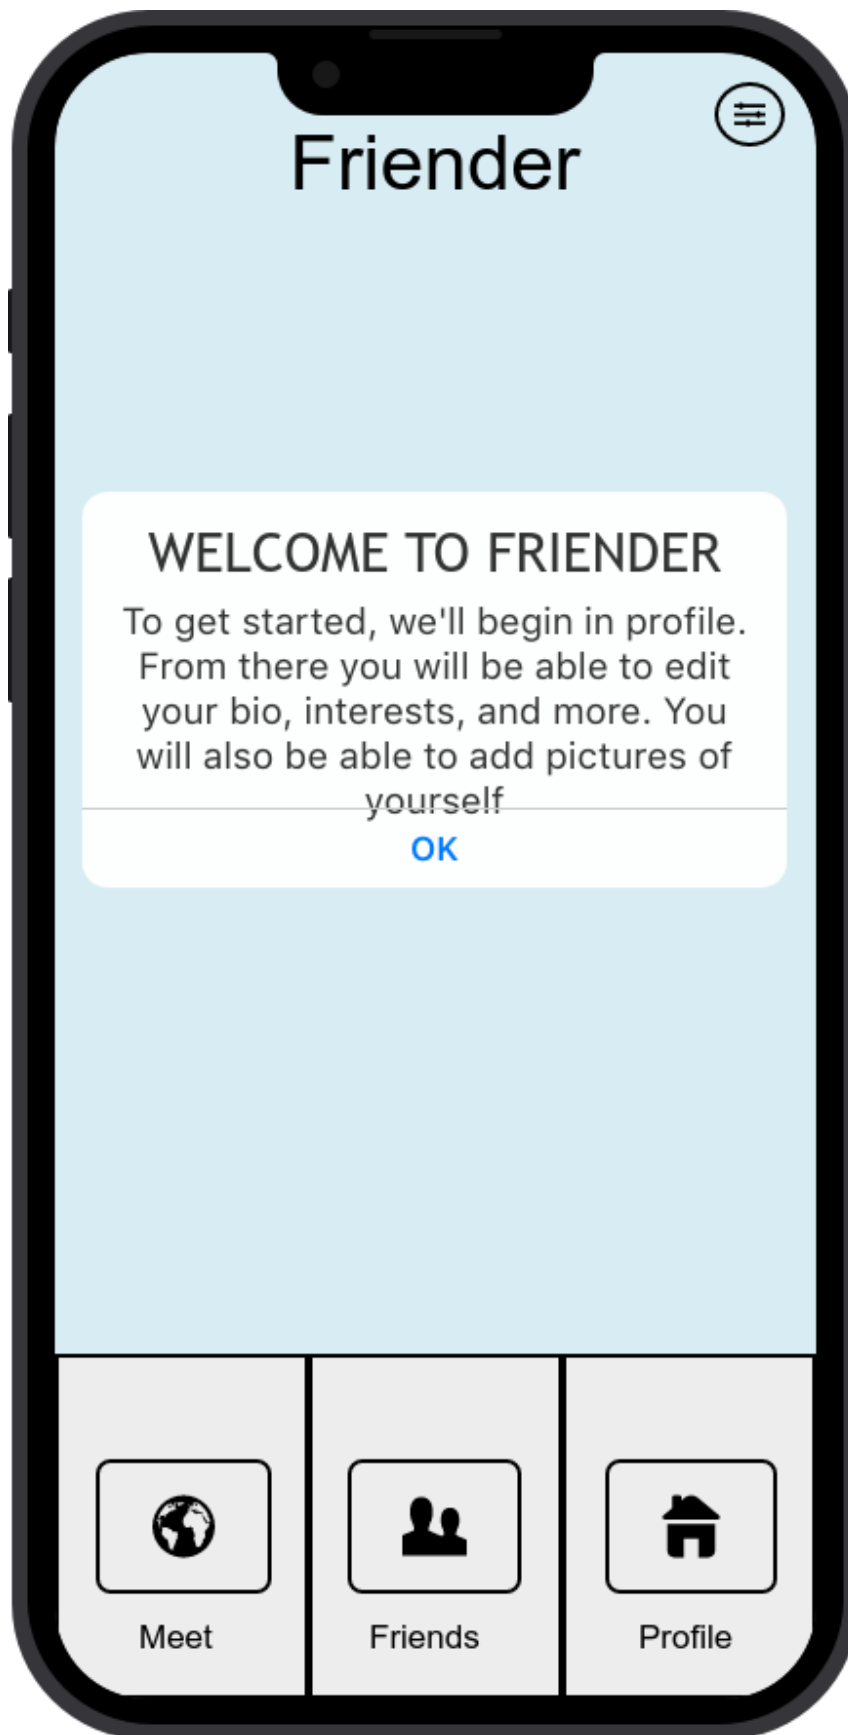 Friender
WELCOME TO FRIENDER
To get started, we'll begin in profile.
From there you will be able to edit
your bio, interests, and more. You
will also be able to add pictures of
yourself
OK
Meet
Friends
Profile